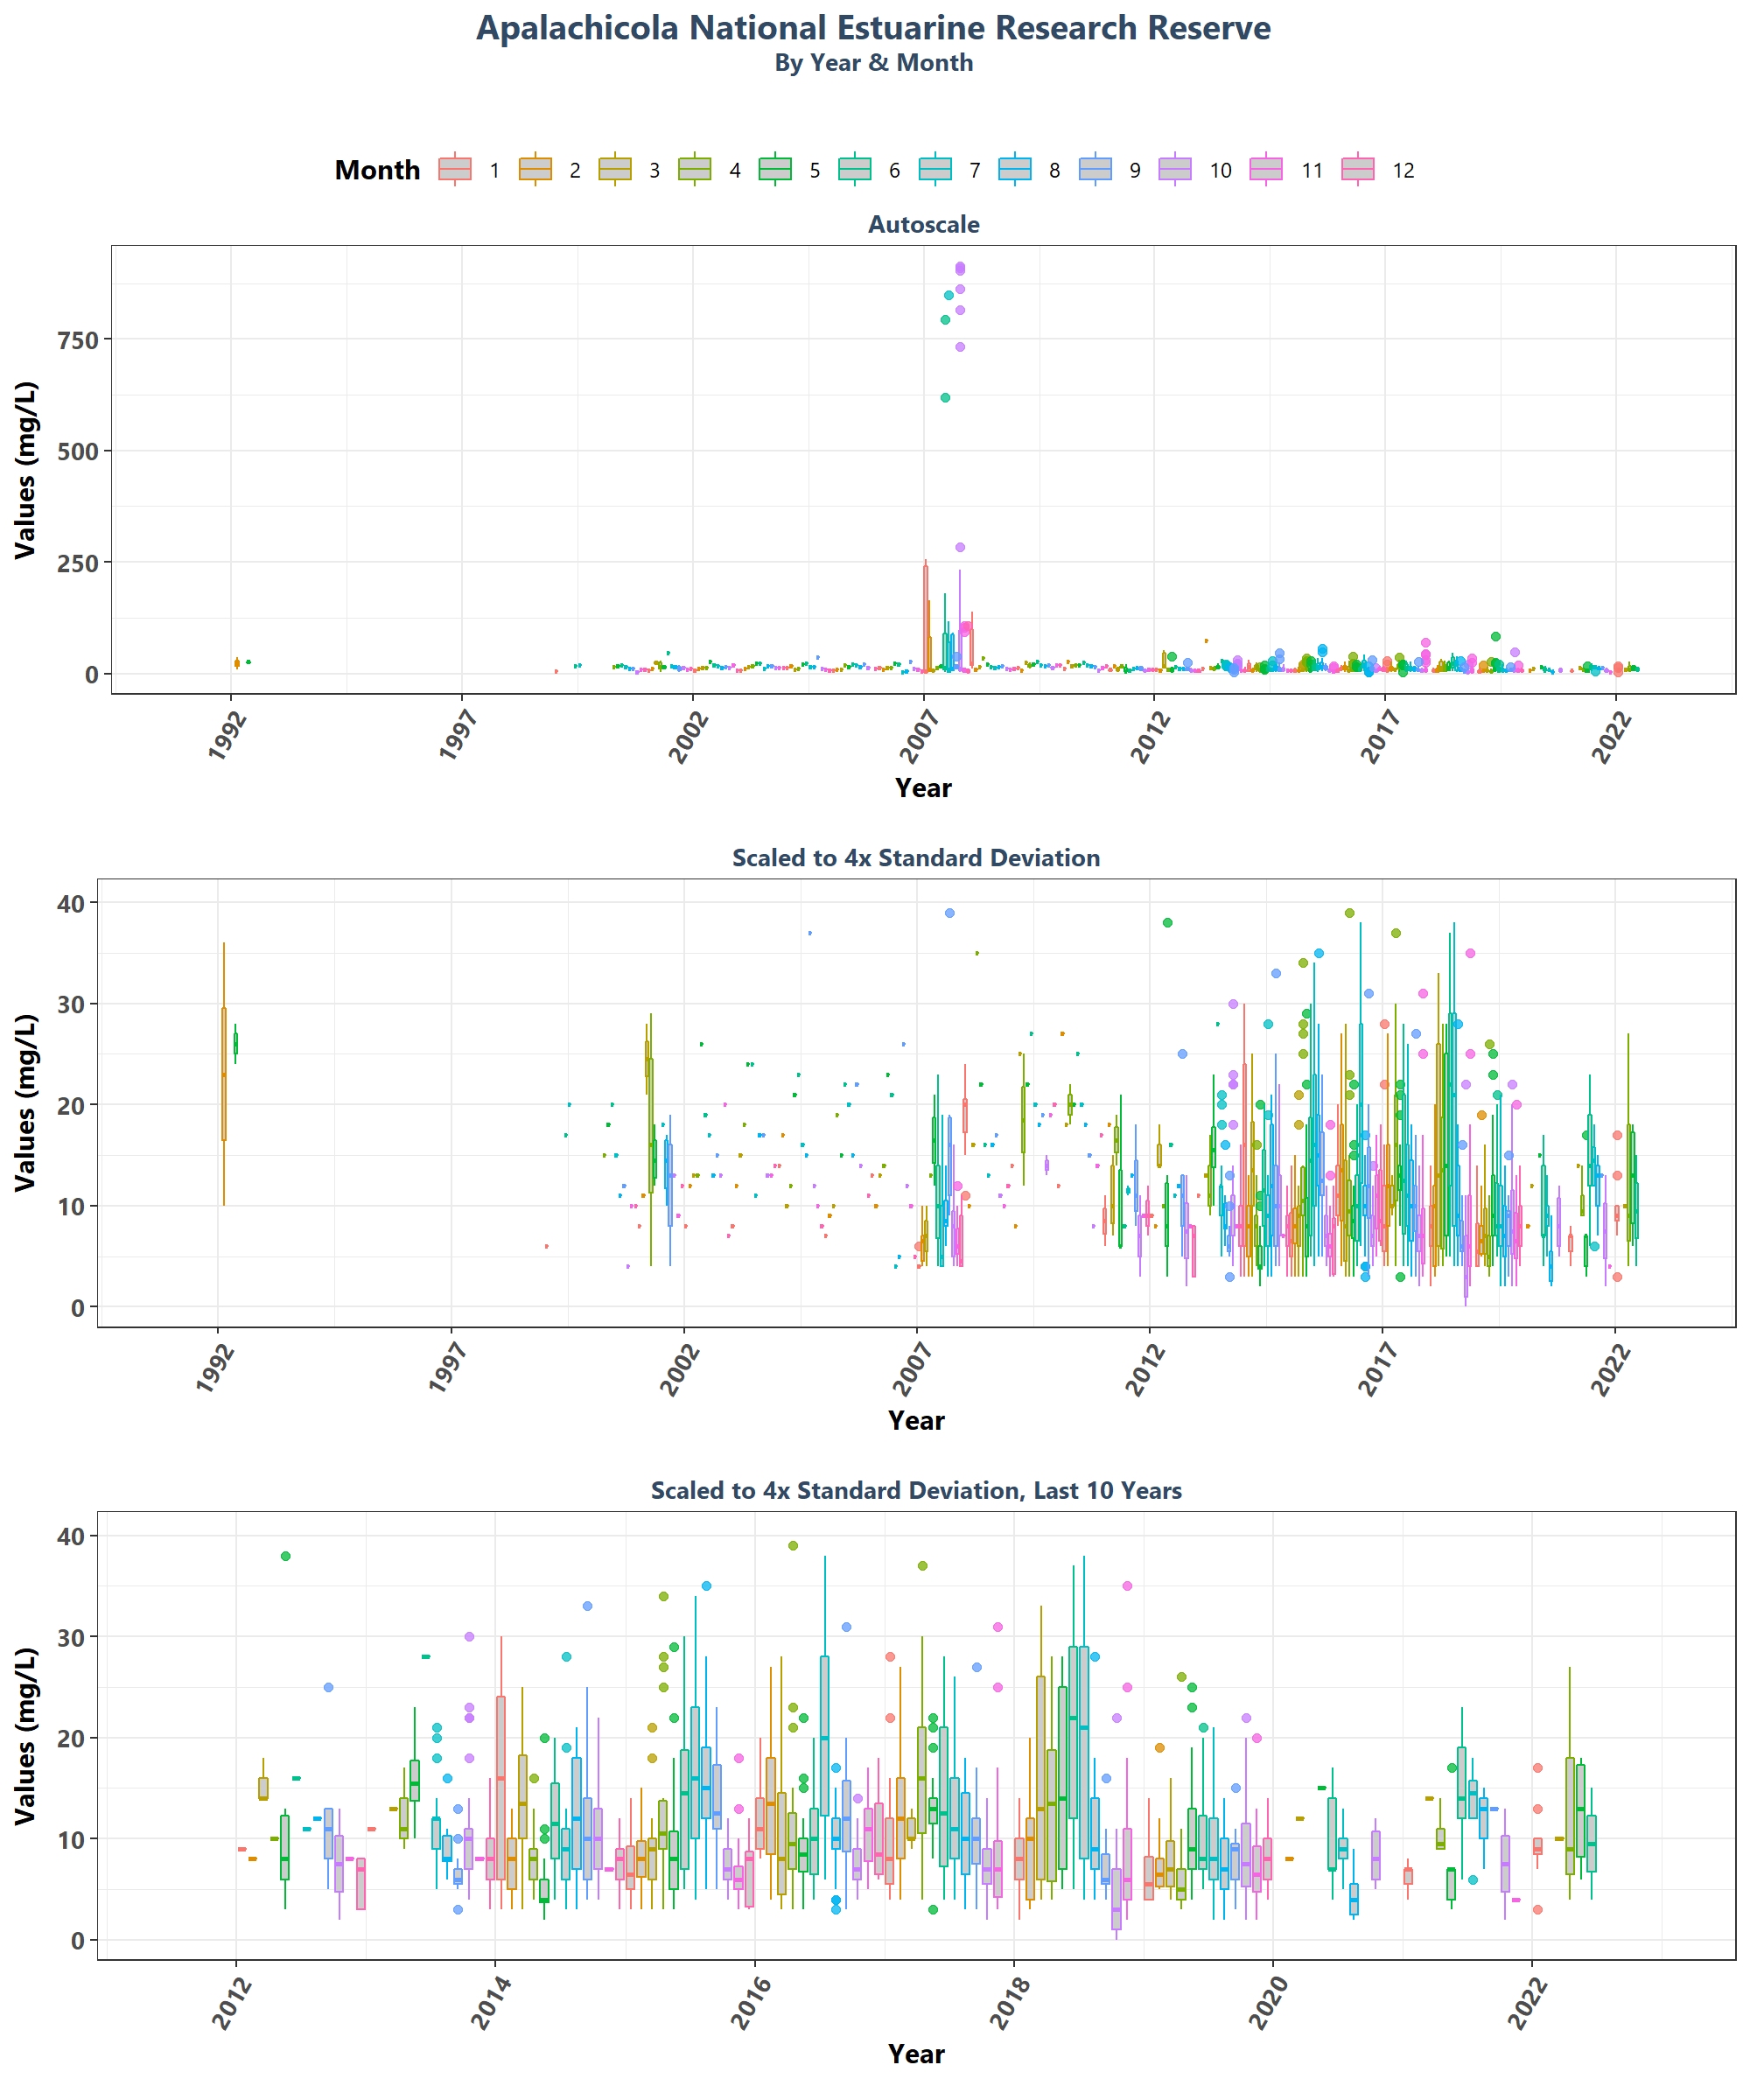 Apalachicola National Estuarine Research Reserve
By Year & Month
Month 1 2 3 4 5 6 7 8 9 10 11 12
Autoscale
Values (mg/L)
750
500
250
0
1992 1997 2002 2007 2012 2017 2022
Year
Scaled to 4x Standard Deviation
Values (mg/L)
40
30
20
10
0
1992 1997 2002 2007 2012 2017 2022
Year
Scaled to 4x Standard Deviation, Last 10 Years
Values (mg/L)
40
30
20
10
0
2012 2014 2016 2018 2020 2022
Year